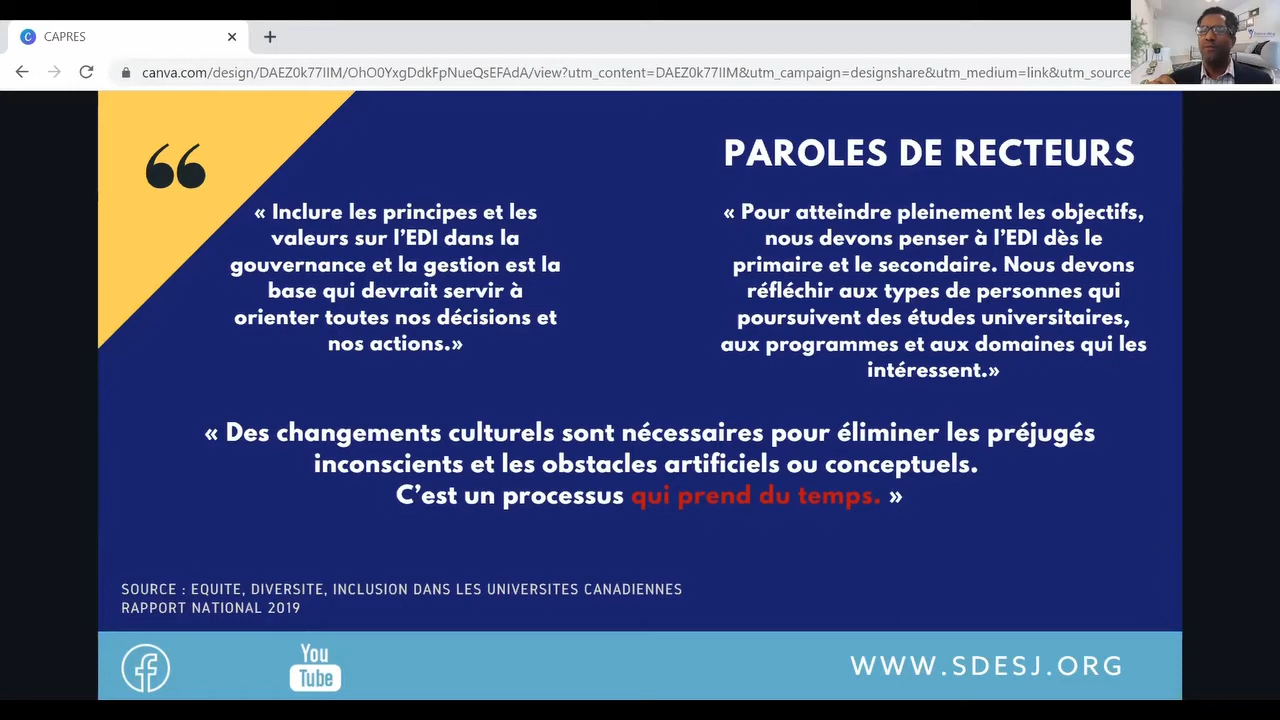 CAPRES
canva.com/design/DAEZ0k77IIM/OhO0YxgDdkFpNueQsEFAdA/view?utm_content=DAEZ0k77IIM&utm_campaign=designshare&utm_medium=link&utm_source
PAROLES DE RECTEURS
« Inclure les principes et les
valeurs sur l’EDI dans la
gouvernance et la gestion est la
base qui devrait servir à
orienter toutes nos décisions et
nos actions.»
« Pour atteindre pleinement les objectifs,
nous devons penser à l’EDI dès le
primaire et le secondaire. Nous devons
réfléchir aux types de personnes qui
poursuivent des études universitaires,
aux programmes et aux domaines qui les
intéressent.»
« Des changements culturels sont nécessaires pour éliminer les préjugés
inconscients et les obstacles artificiels ou conceptuels.
C’est un processus qui prend du temps. »
SOURCE : EQUITE, DIVERSITE, INCLUSION DANS LES UNIVERSITES CANADIENNES
RAPPORT NATIONAL 2019
You
Tube
WWW.SDESJ.ORG